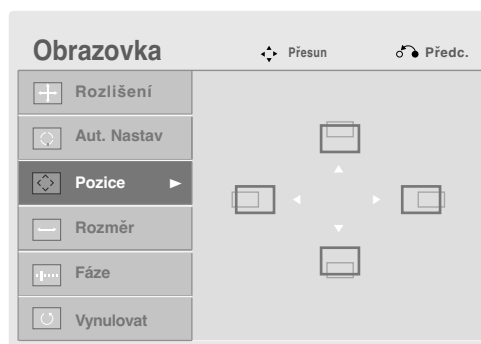 Obrazovka
Přesun
Předc.
Rozlišení
Aut. Nastav
Pozice
Rozměr
Fáze
Vynulovat